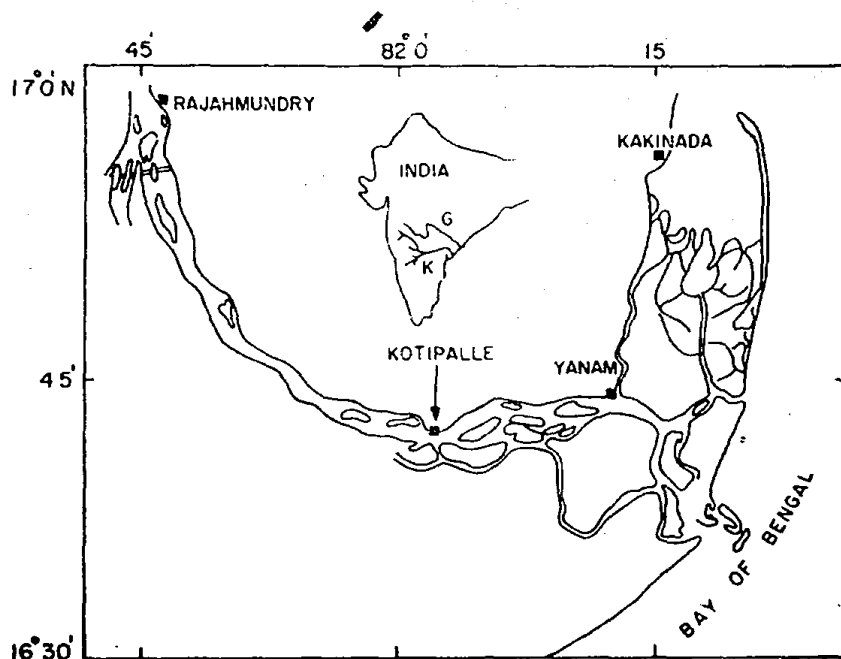 45'
82°0'
15
17°0'N
RAJAHMUNDRY
KAKINADA
INDIA
G
K
KOTIPALLE
YANAM
45'
BAY OF BENGAL
16°30'